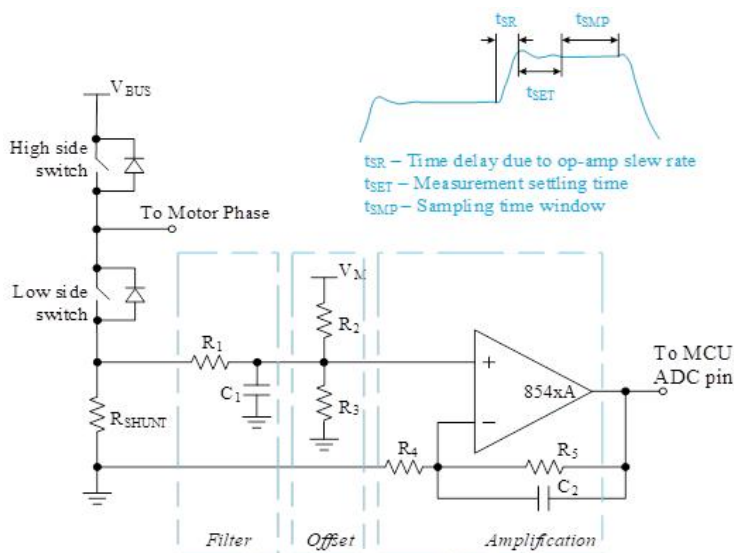 tSR
tSMP
tSET
tSR – Time delay due to op-amp slew rate
tSET – Measurement settling time
tSMP – Sampling time window
VBUS
High side
switch
To Motor Phase
Low side
switch
VM
R1
R2
C1
R3
RSHUNT
+
−
854xA
To MCU
ADC pin
R4
R5
C2
Filter
Offset
Amplification